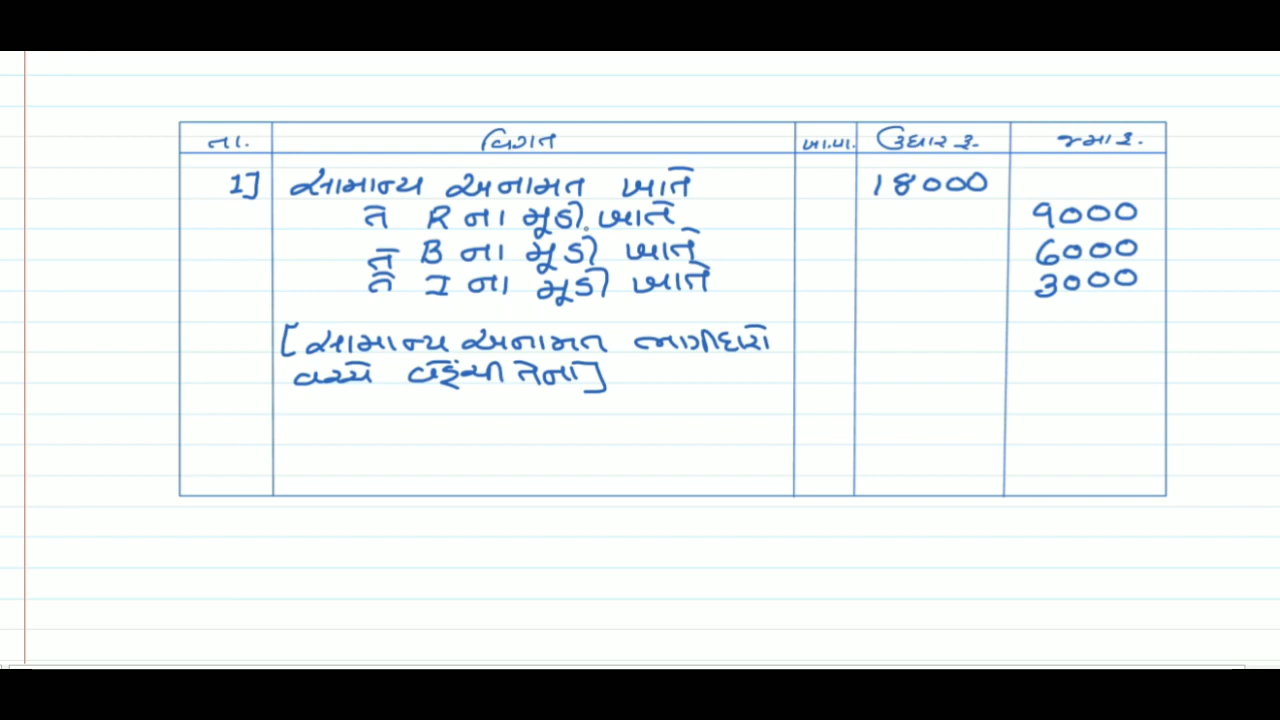 તા. વિગત ખા.પા. ઉધાર રૂ. જમા રૂ.
1] સામાન્ય અનામત ખાતે 18000
તે R ના મૂડી ખાતે 9000
તે B ના મૂડી ખાતે 6000
તે I ના મૂડી ખાતે 3000
[સામાન્ય અનામત ભાગીદારો
વચ્ચે વહેંચી તેના]